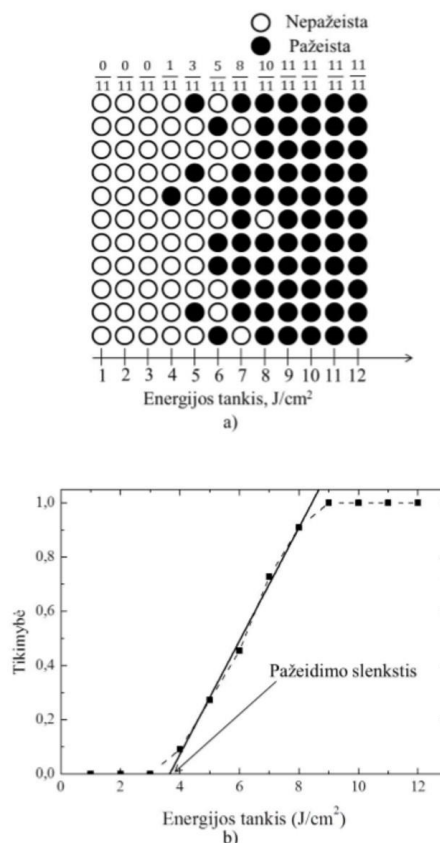 Nepažeista
Pažeista
0 0 0 1 3 5 8 10 11 11 11 11
11 11 11 11 11 11 11 11 11 11 11 11
1 2 3 4 5 6 7 8 9 10 11 12
Energijos tankis, J/cm²
a)
1,0
0,8
0,6
0,4
0,2
0,0
Tikimybė
Pažeidimo slenkstis
0 2 4 6 8 10 12
Energijos tankis (J/cm²)
b)